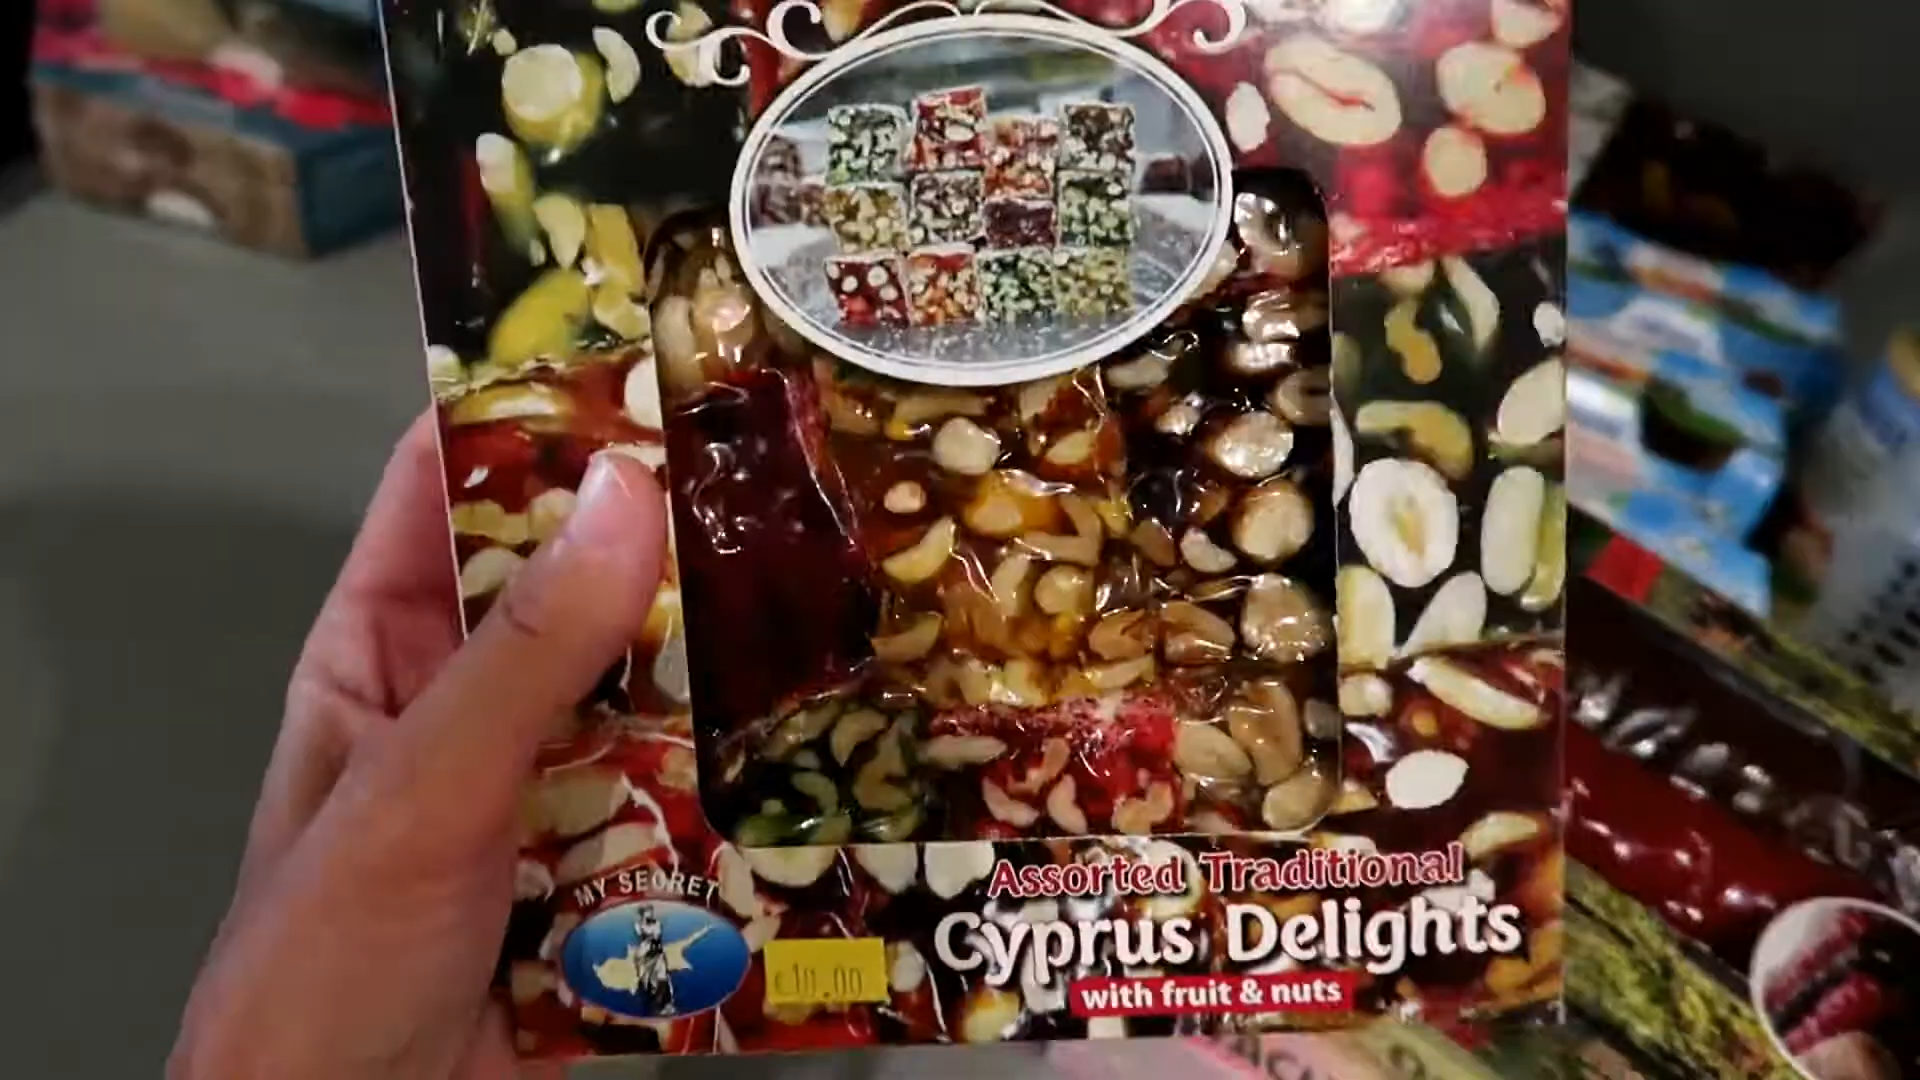 MY SECRET
€10.00
Assorted Traditional
Cyprus Delights
with fruit & nuts